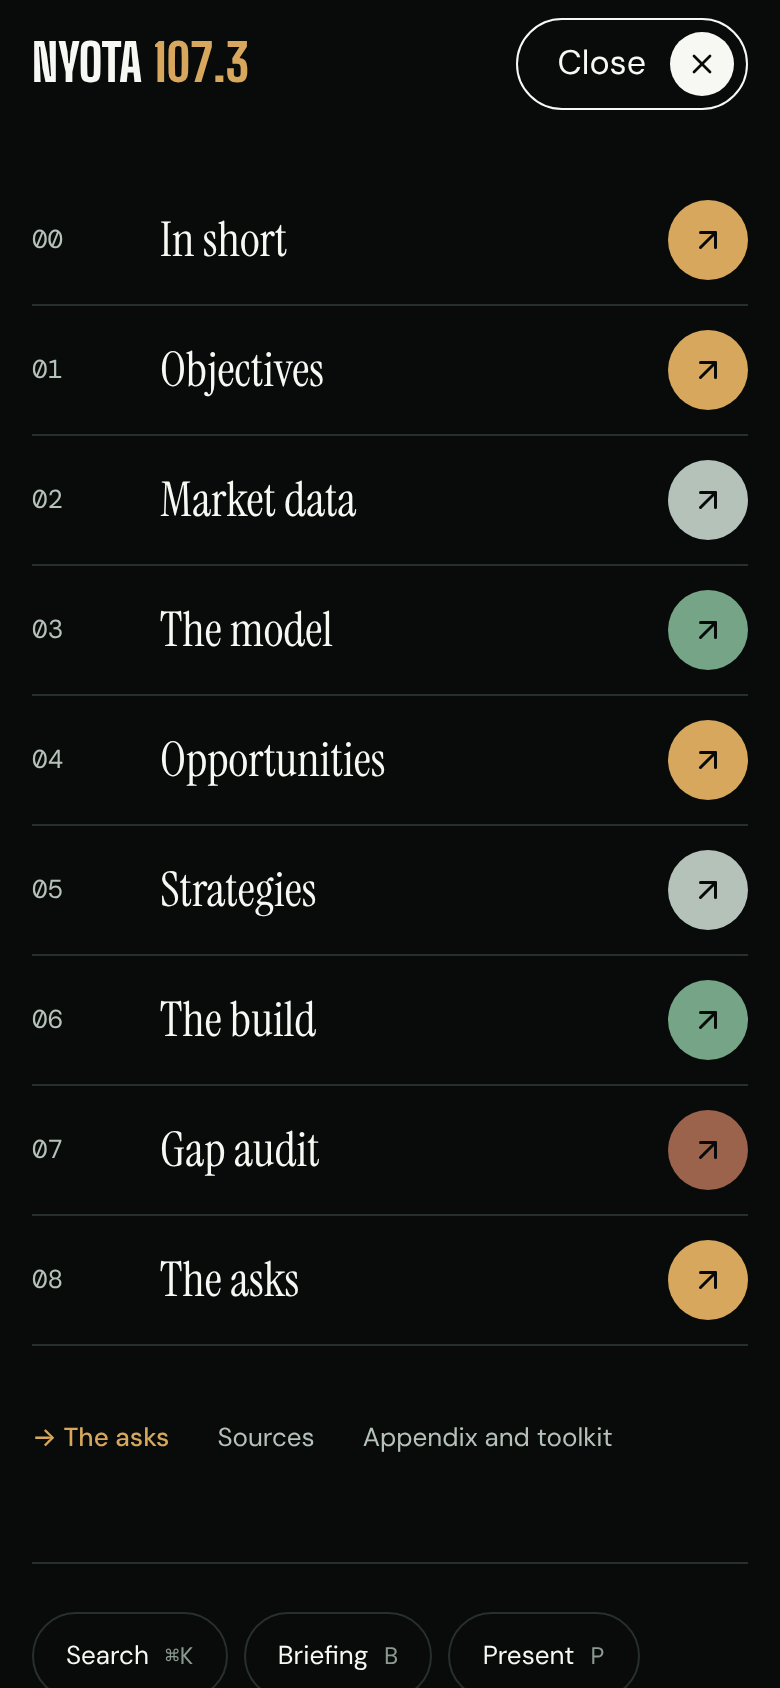 NYOTA 107.3
Close
00 In short
01 Objectives
02 Market data
03 The model
04 Opportunities
05 Strategies
06 The build
07 Gap audit
08 The asks
→ The asks Sources Appendix and toolkit
Search ⌘K Briefing B Present P